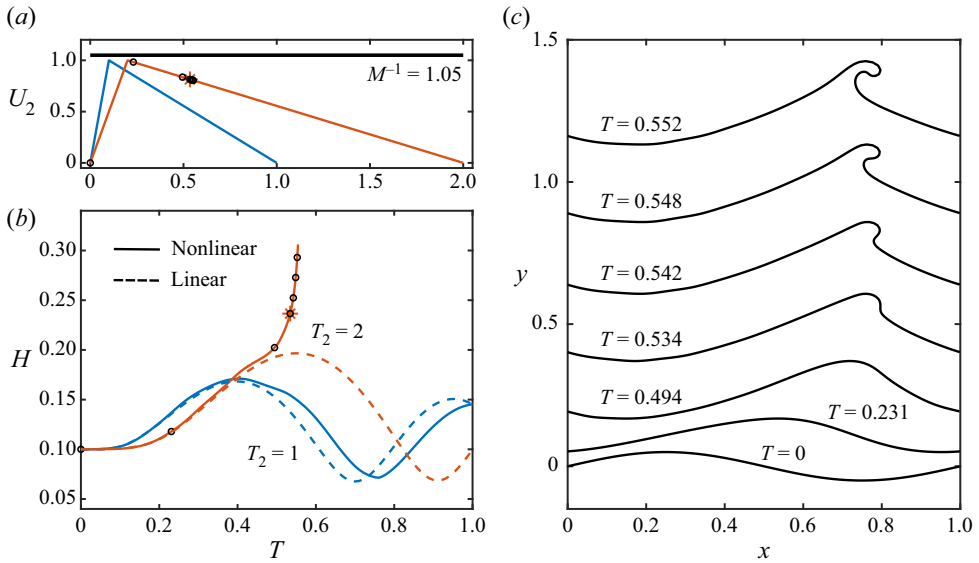 (a)
1.0
0.5
0
U₂
M⁻¹ = 1.05
0 0.5 1.0 1.5 2.0
(b)
0.30
0.25
0.20
0.15
0.10
0.05
H
Nonlinear
Linear
T₂ = 2
T₂ = 1
0 0.2 0.4 0.6 0.8 1.0
T
(c)
1.5
1.0
0.5
0
y
T = 0.552
T = 0.548
T = 0.542
T = 0.534
T = 0.494
T = 0.231
T = 0
0 0.2 0.4 0.6 0.8 1.0
x